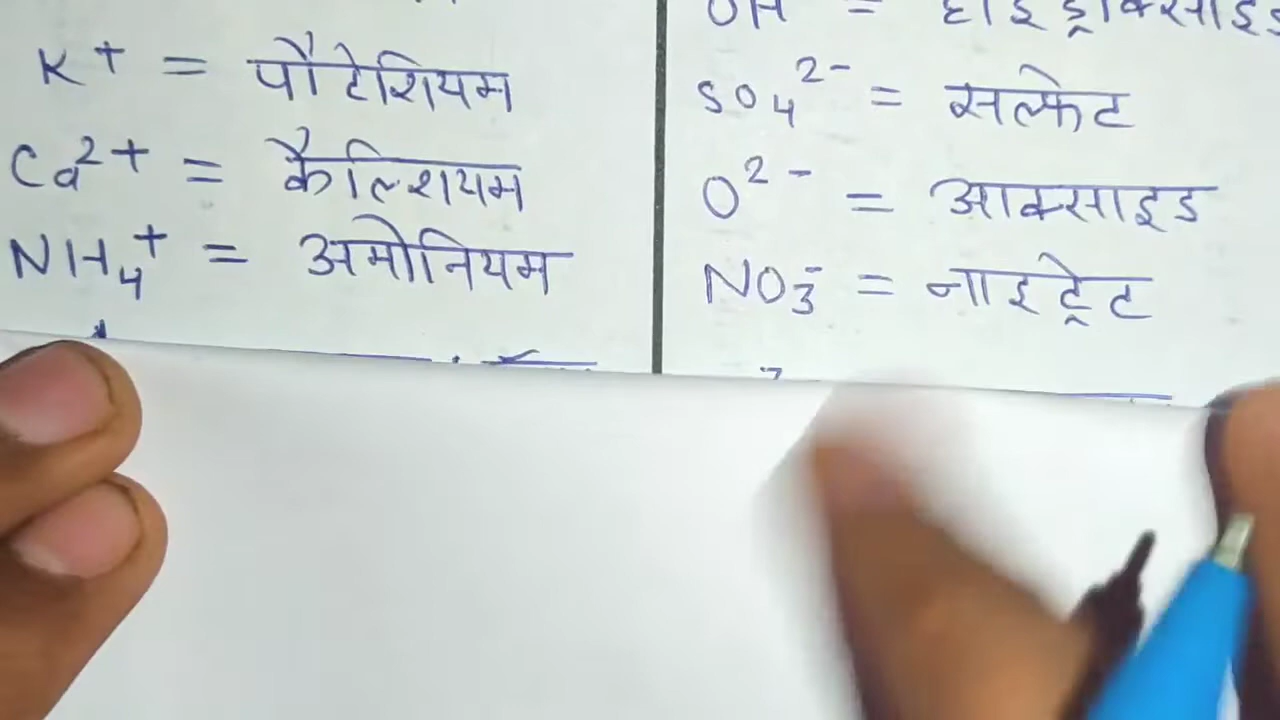 K⁺ = पौटेशियम
Ca²⁺ = कैल्शियम
NH₄⁺ = अमोनियम
OH = हाइड्राक्साइड
SO₄²⁻ = सल्फेट
O²⁻ = आक्साइड
NO₃⁻ = नाइट्रेट